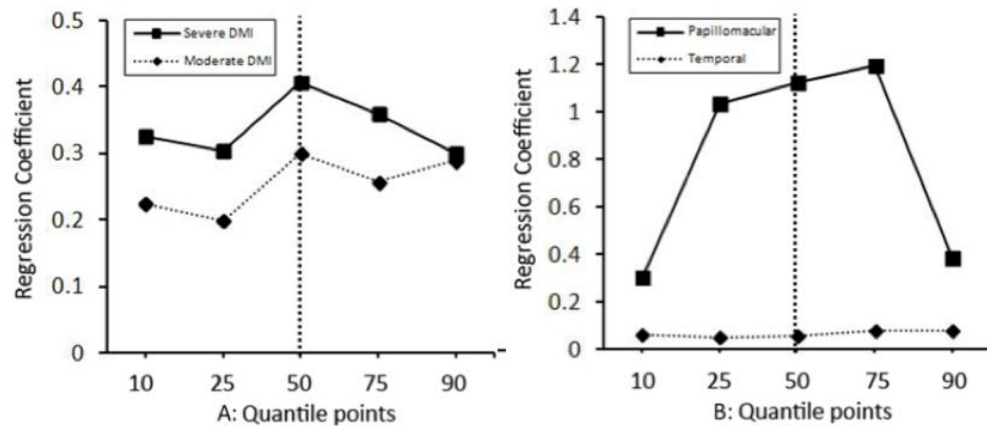 0.5
0.4
0.3
0.2
0.1
0
Regression Coefficient
Severe DMI
Moderate DMI
10 25 50 75 90
A: Quantile points
1.4
1.2
1
0.8
0.6
0.4
0.2
0
Regression Coefficient
Papillomacular
Temporal
10 25 50 75 90
B: Quantile points